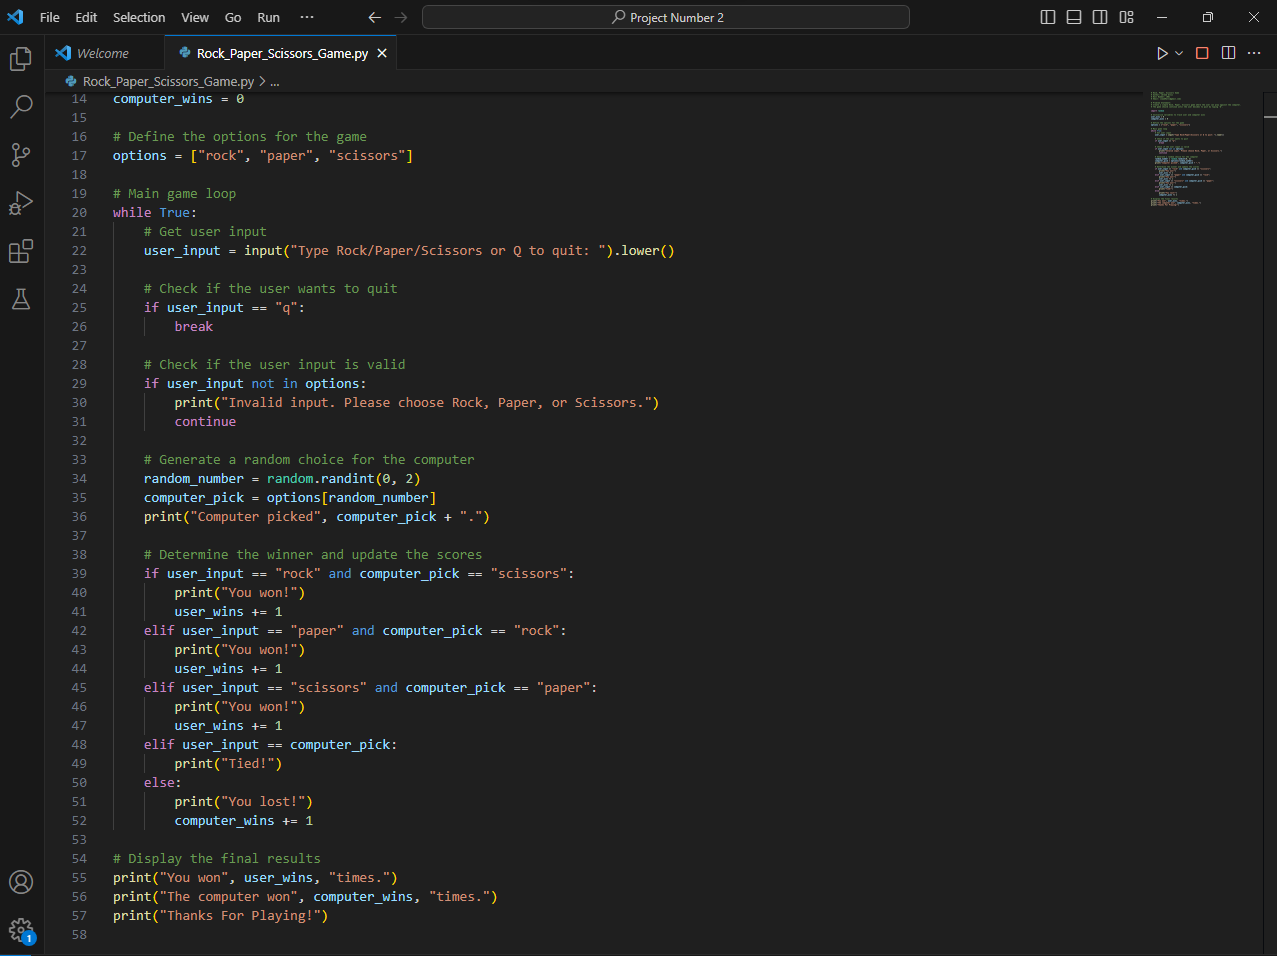 File Edit Selection View Go Run ··· Project Number 2
Welcome Rock_Paper_Scissors_Game.py
Rock_Paper_Scissors_Game.py > ...
14 computer_wins = 0
15
16 # Define the options for the game
17 options = ["rock", "paper", "scissors"]
18
19 # Main game loop
20 while True:
21     # Get user input
22     user_input = input("Type Rock/Paper/Scissors or Q to quit: ").lower()
23
24     # Check if the user wants to quit
25     if user_input == "q":
26         break
27
28     # Check if the user input is valid
29     if user_input not in options:
30         print("Invalid input. Please choose Rock, Paper, or Scissors.")
31         continue
32
33     # Generate a random choice for the computer
34     random_number = random.randint(0, 2)
35     computer_pick = options[random_number]
36     print("Computer picked", computer_pick + ".")
37
38     # Determine the winner and update the scores
39     if user_input == "rock" and computer_pick == "scissors":
40         print("You won!")
41         user_wins += 1
42     elif user_input == "paper" and computer_pick == "rock":
43         print("You won!")
44         user_wins += 1
45     elif user_input == "scissors" and computer_pick == "paper":
46         print("You won!")
47         user_wins += 1
48     elif user_input == computer_pick:
49         print("Tied!")
50     else:
51         print("You lost!")
52         computer_wins += 1
53
54 # Display the final results
55 print("You won", user_wins, "times.")
56 print("The computer won", computer_wins, "times.")
57 print("Thanks For Playing!")
58
1